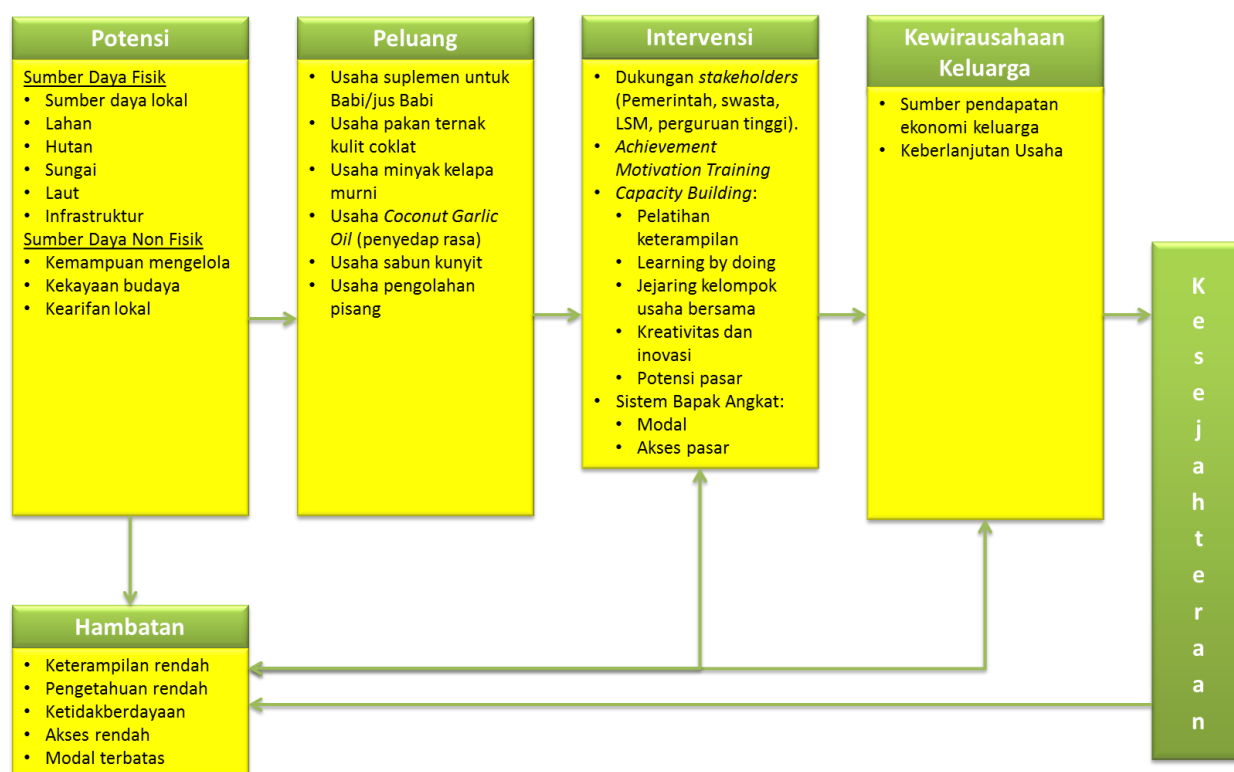 Potensi
Sumber Daya Fisik
• Sumber daya lokal
• Lahan
• Hutan
• Sungai
• Laut
• Infrastruktur
Sumber Daya Non Fisik
• Kemampuan mengelola
• Kekayaan budaya
• Kearifan lokal
Peluang
• Usaha suplemen untuk
Babi/jus Babi
• Usaha pakan ternak
kulit coklat
• Usaha minyak kelapa
murni
• Usaha Coconut Garlic
Oil (penyedap rasa)
• Usaha sabun kunyit
• Usaha pengolahan
pisang
Intervensi
• Dukungan stakeholders
(Pemerintah, swasta,
LSM, perguruan tinggi).
• Achievement
Motivation Training
• Capacity Building:
• Pelatihan
keterampilan
• Learning by doing
• Jejaring kelompok
usaha bersama
• Kreativitas dan
inovasi
• Potensi pasar
• Sistem Bapak Angkat:
• Modal
• Akses pasar
Kewirausahaan
Keluarga
• Sumber pendapatan
ekonomi keluarga
• Keberlanjutan Usaha
K
e
s
e
j
a
h
t
e
r
a
a
n
Hambatan
• Keterampilan rendah
• Pengetahuan rendah
• Ketidakberdayaan
• Akses rendah
• Modal terbatas